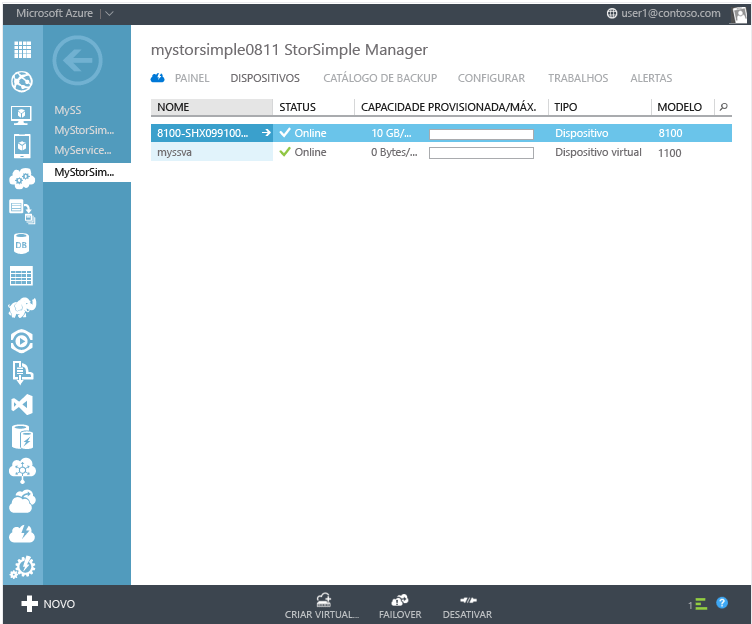 Microsoft Azure
user1@contoso.com
mystorsimple0811 StorSimple Manager
PAINEL DISPOSITIVOS CATÁLOGO DE BACKUP CONFIGURAR TRABALHOS ALERTAS
MySS
MyStorSim...
MyService...
MyStorSim...
NOME STATUS CAPACIDADE PROVISIONADA/MÁX. TIPO MODELO
8100-SHX099100... Online 10 GB/... Dispositivo 8100
myssva Online 0 Bytes/... Dispositivo virtual 1100
DB
NOVO
CRIAR VIRTUAL... FAILOVER DESATIVAR
1 ?